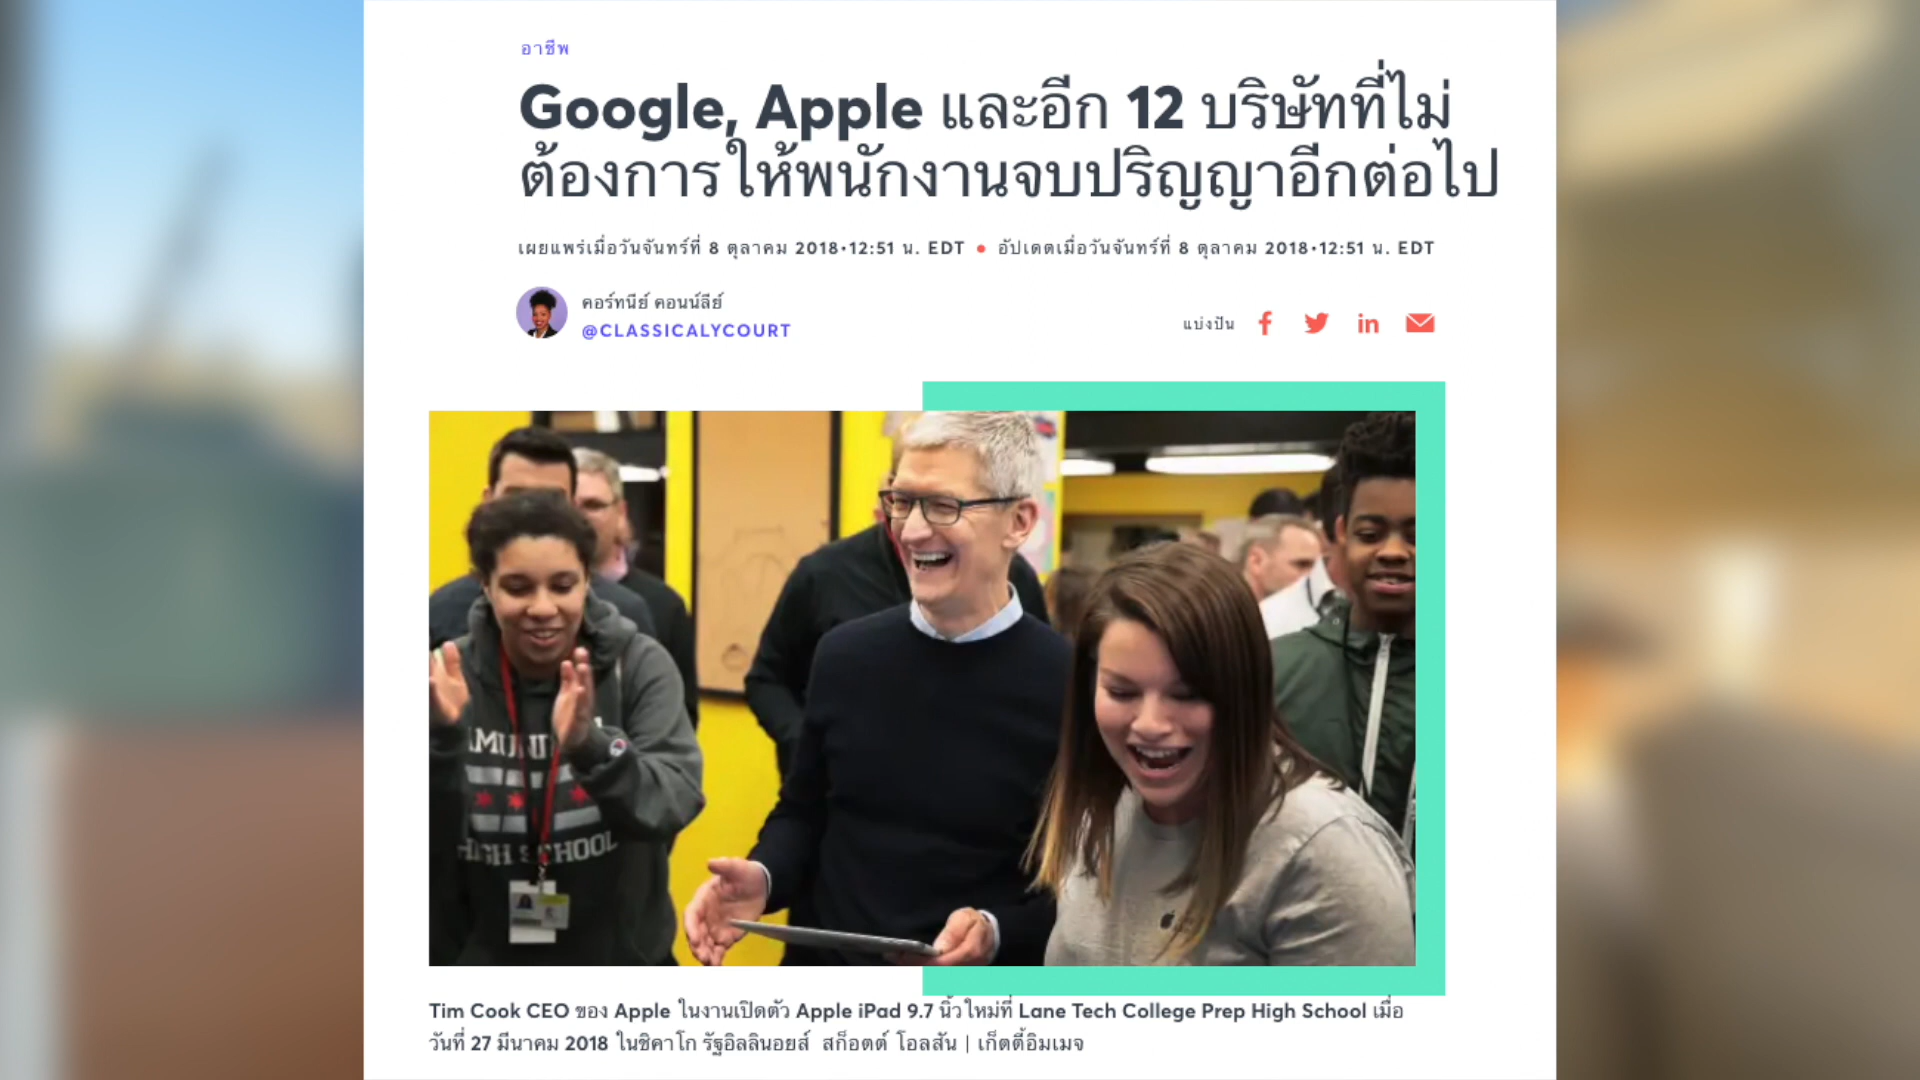 อาชีพ
Google, Apple และอีก 12 บริษัทที่ไม่
ต้องการให้พนักงานจบปริญญาอีกต่อไป
เผยแพร่เมื่อวันจันทร์ที่ 8 ตุลาคม 2018•12:51 น. EDT • อัปเดตเมื่อวันจันทร์ที่ 8 ตุลาคม 2018•12:51 น. EDT
คอร์ทนีย์ คอนน์ลีย์
@CLASSICALYCOURT
แบ่งปัน
HIGH SCHOOL
Tim Cook CEO ของ Apple ในงานเปิดตัว Apple iPad 9.7 นิ้วใหม่ที่ Lane Tech College Prep High School เมื่อ
วันที่ 27 มีนาคม 2018 ในชิคาโก รัฐอิลลินอยส์ สก็อตต์ โอลสัน | เก็ตตี้อิมเมจ